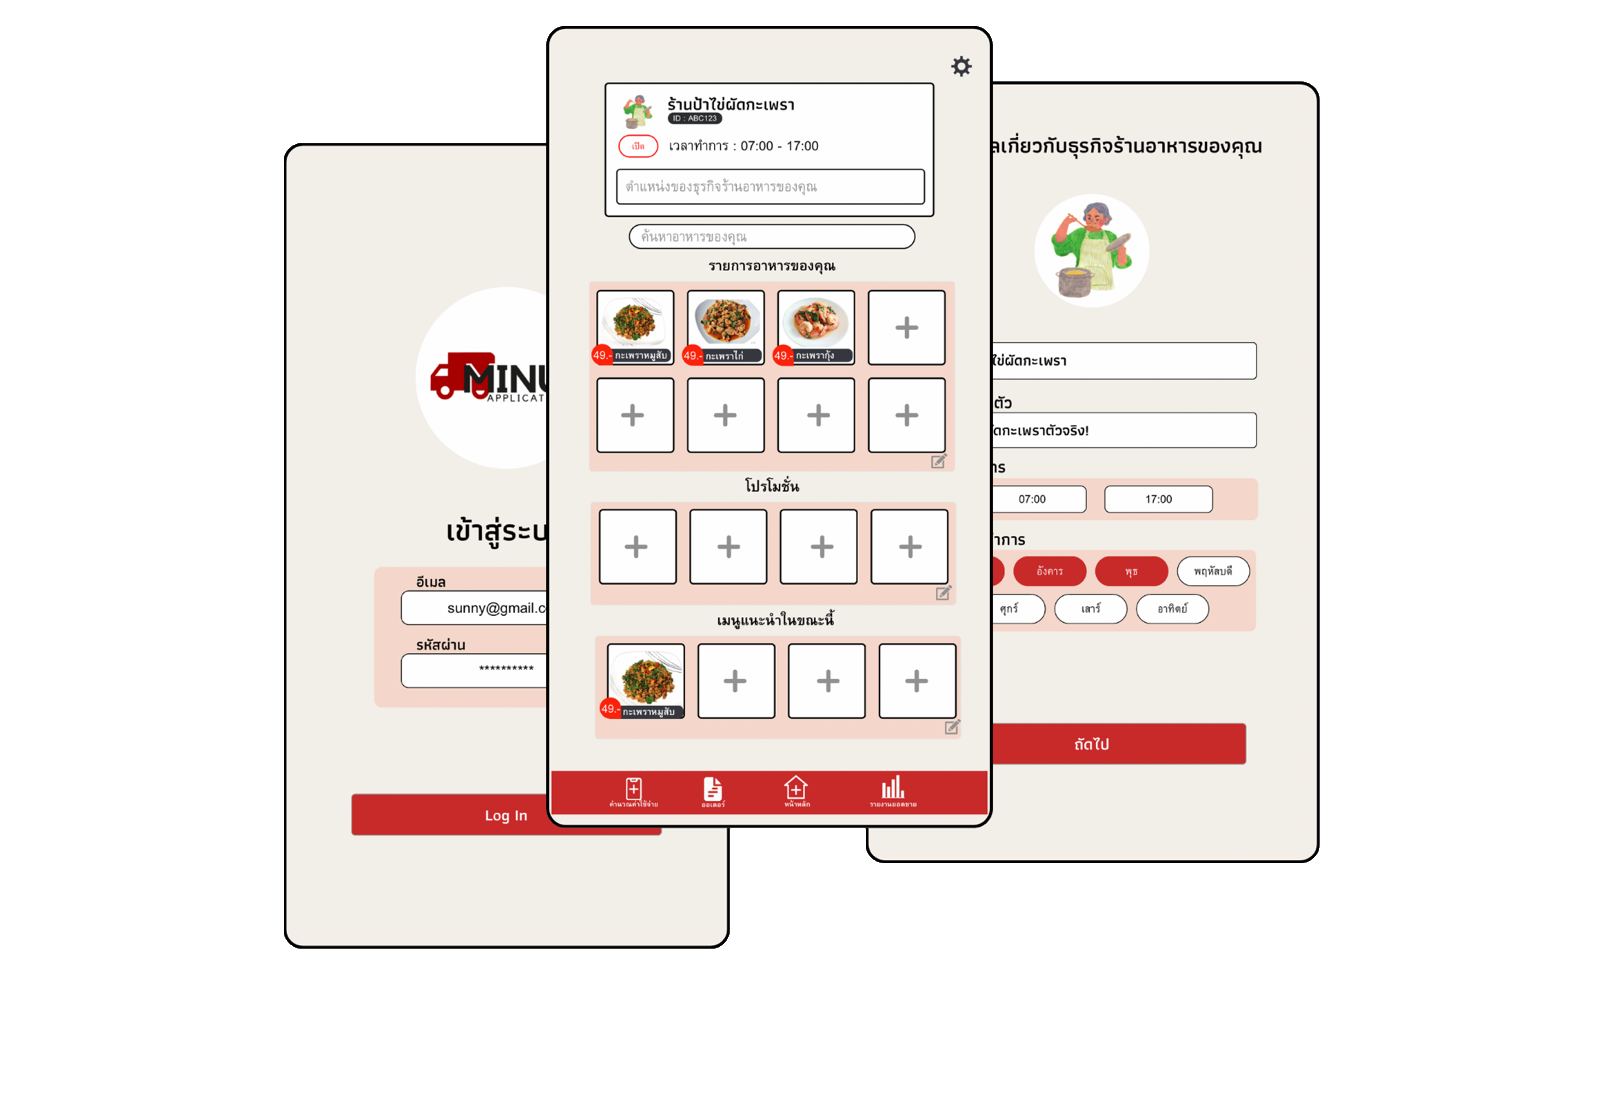 MINU
APPLICAT
เข้าสู่ระบ
อีเมล
sunny@gmail.c
รหัสผ่าน
**********
Log In
ร้านป้าไข่ผัดกะเพรา
ID : ABC123
เปิด
เวลาทำการ : 07:00 - 17:00
ตำแหน่งของธุรกิจร้านอาหารของคุณ
ค้นหาอาหารของคุณ
รายการอาหารของคุณ
49.- กะเพราหมูสับ
49.- กะเพราไก่
49.- กะเพรากุ้ง
โปรโมชั่น
เมนูแนะนำในขณะนี้
49.- กะเพราหมูสับ
คำนวณค่าใช้จ่าย
ออเดอร์
หน้าหลัก
รายงานยอดขาย
ลเกี่ยวกับธุรกิจร้านอาหารของคุณ
ไข่ผัดกะเพรา
ตัว
ัดกะเพราตัวจริง!
าร
07:00 17:00
าการ
อังคาร พุธ พฤหัสบดี
ศุกร์ เสาร์ อาทิตย์
ถัดไป